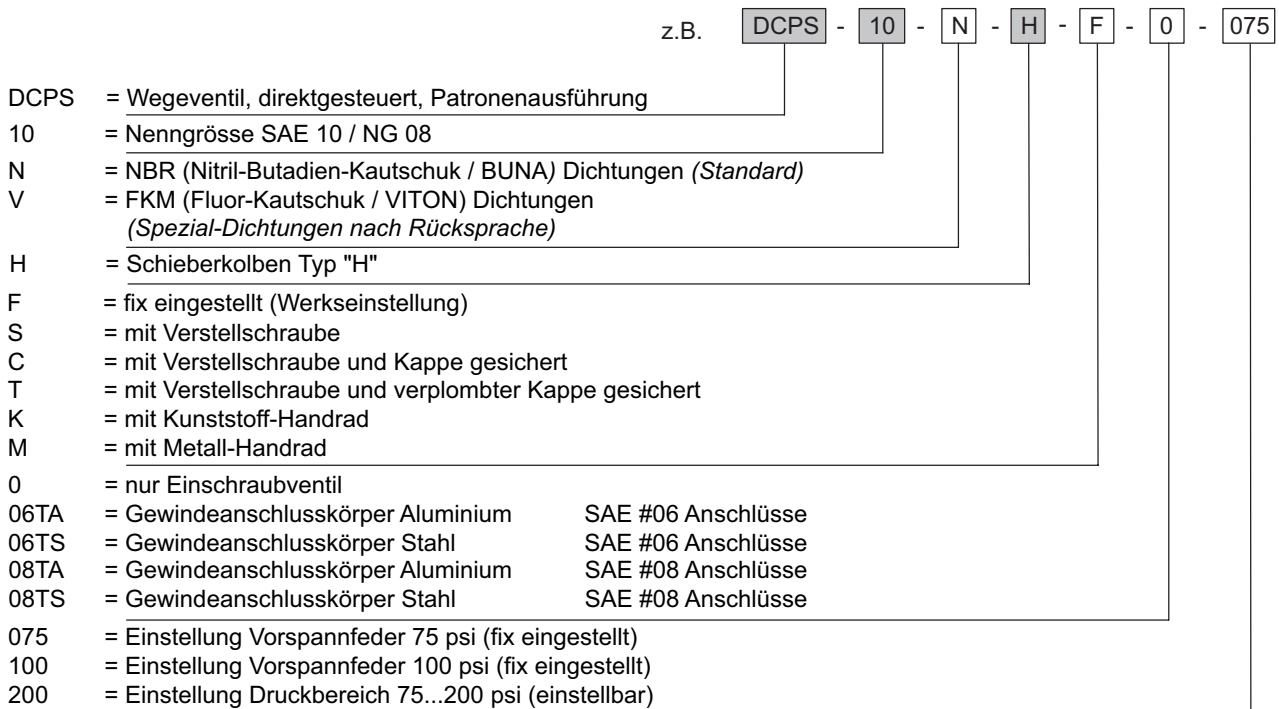 z.B. DCPS - 10 - N - H - F - 0 - 075
DCPS = Wegeventil, direktgesteuert, Patronenausführung
10 = Nenngrösse SAE 10 / NG 08
N = NBR (Nitril-Butadien-Kautschuk / BUNA) Dichtungen (Standard)
V = FKM (Fluor-Kautschuk / VITON) Dichtungen
(Spezial-Dichtungen nach Rücksprache)
H = Schieberkolben Typ "H"
F = fix eingestellt (Werkseinstellung)
S = mit Verstellschraube
C = mit Verstellschraube und Kappe gesichert
T = mit Verstellschraube und verplombter Kappe gesichert
K = mit Kunststoff-Handrad
M = mit Metall-Handrad
0 = nur Einschraubventil
06TA = Gewindeanschlusskörper Aluminium SAE #06 Anschlüsse
06TS = Gewindeanschlusskörper Stahl SAE #06 Anschlüsse
08TA = Gewindeanschlusskörper Aluminium SAE #08 Anschlüsse
08TS = Gewindeanschlusskörper Stahl SAE #08 Anschlüsse
075 = Einstellung Vorspannfeder 75 psi (fix eingestellt)
100 = Einstellung Vorspannfeder 100 psi (fix eingestellt)
200 = Einstellung Druckbereich 75...200 psi (einstellbar)